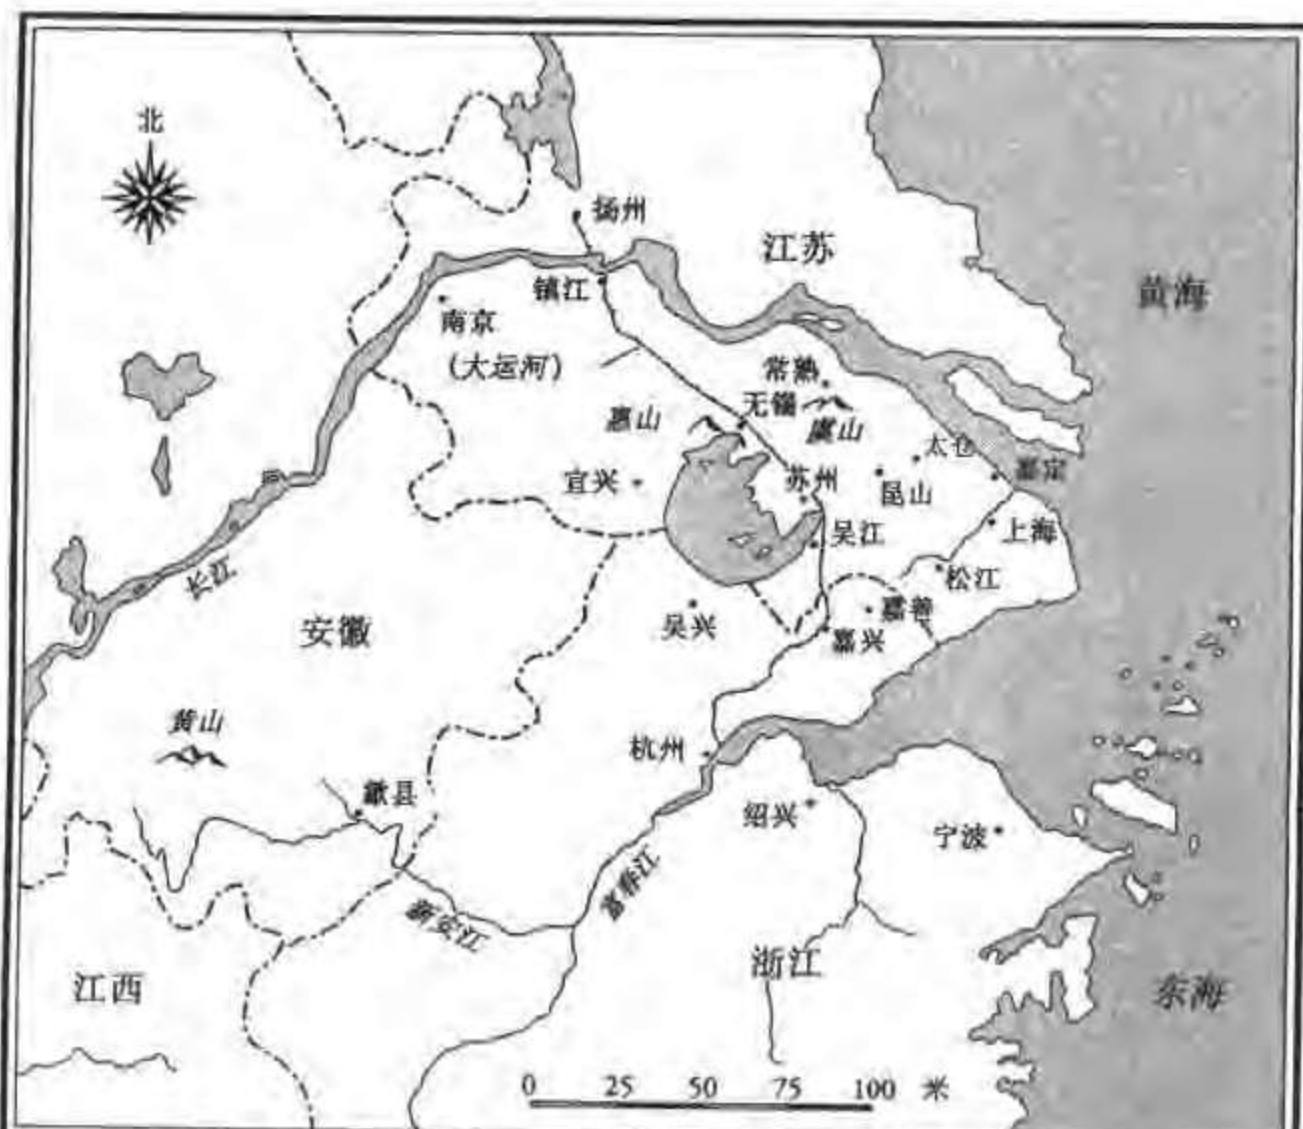 北
扬州
江苏
黄海
镇江
南京
(大运河)
常熟
无锡
惠山
虞山
太仓
嘉定
宜兴
苏州
昆山
吴江
上海
长江
松江
安徽
吴兴
嘉善
嘉兴
黄山
杭州
歙县
绍兴
宁波
富春江
新安江
浙江
江西
东海
0 25 50 75 100 米